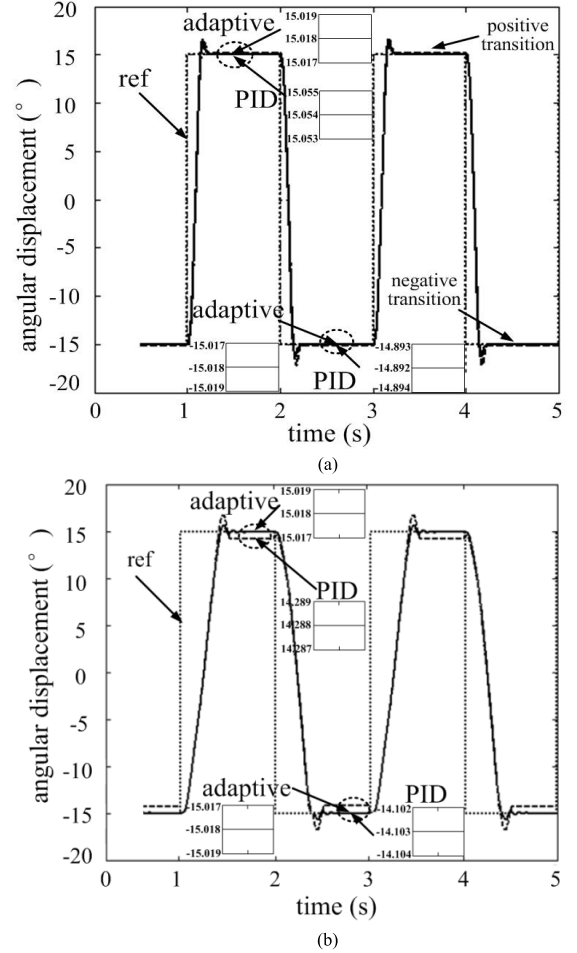 adaptive
15.019
15.018
15.017
positive
transition
ref
PID
15.055
15.054
15.053
20
15
10
5
0
-5
-10
-15
-20
angular displacement (°)
adaptive
negative
transition
-15.017
-15.018
-15.019
PID
-14.893
-14.892
-14.894
0
1
2
3
4
5
time (s)
(a)
adaptive
15.019
15.018
15.017
ref
PID
14.289
14.288
14.287
20
15
10
5
0
-5
-10
-15
-20
angular displacement (°)
adaptive
PID
-15.017
-15.018
-15.019
-14.102
-14.103
-14.104
0
1
2
3
4
5
time (s)
(b)